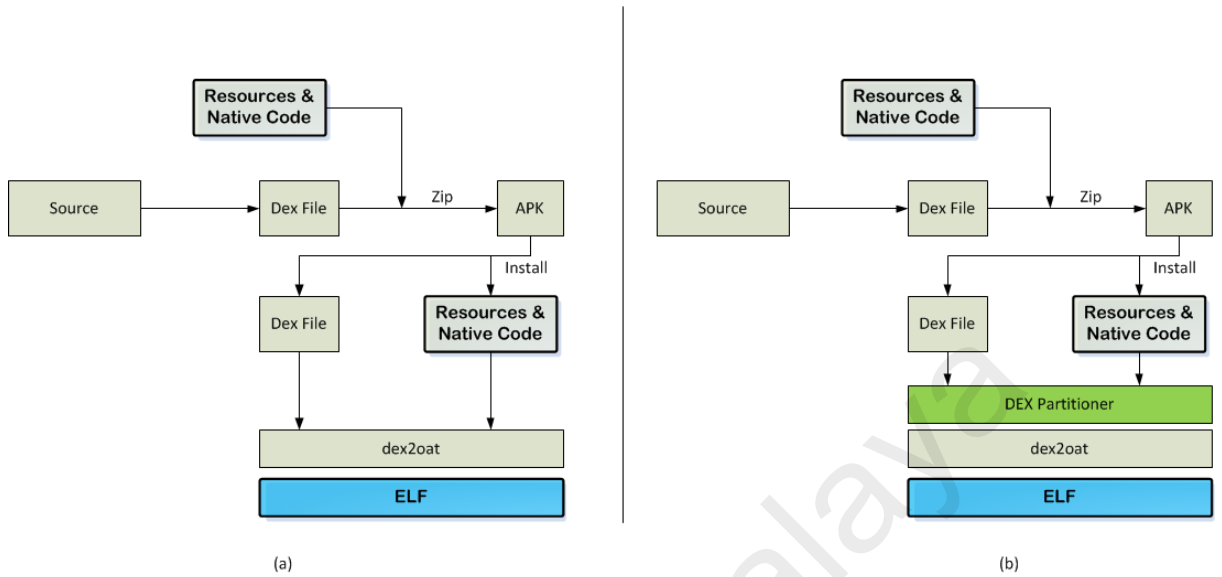 Resources &
Native Code
Source
Dex File
Zip
APK
Install
Dex File
Resources &
Native Code
dex2oat
ELF
(a)
Resources &
Native Code
Source
Dex File
Zip
APK
Install
Dex File
Resources &
Native Code
DEX Partitioner
dex2oat
ELF
(b)
alaya